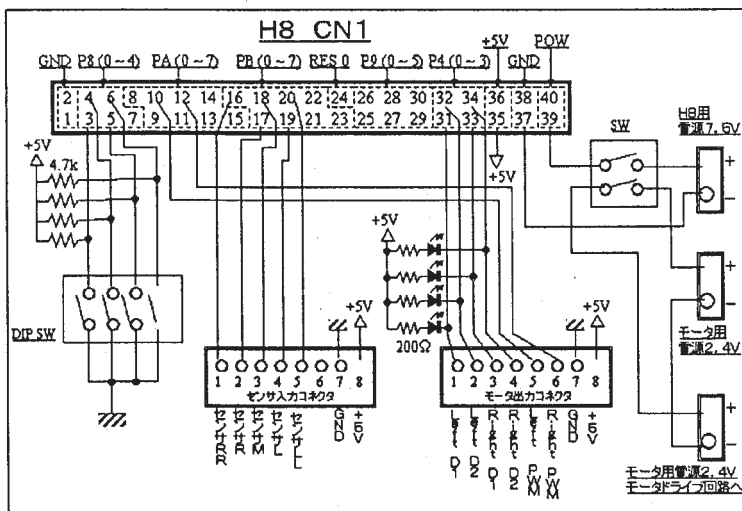 H8 CN1
+5V POW
GND P8(0~4) PA(0~7) PB(0~7) RES0 P9(0~5) P4(0~3) GND
2 4 6 8 10 12 14 16 18 20 22 24 26 28 30 32 34 36 38 40
1 3 5 7 9 11 13 15 17 19 21 23 25 27 29 31 33 35 37 39
+5V
4.7k
DIP SW
+5V
+5V
200Ω
SW
H8用
電源7,6V
+
−
+
−
モータ用
電源2,4V
+
−
モータ用電源2,4V
モータドライブ回路へ
+5V
1 2 3 4 5 6 7 8
センサ入力コネクタ
センサRR
センサR
センサM
センサL
センサLL
GND
+5V
+5V
1 2 3 4 5 6 7 8
モータ出力コネクタ
Left D1
Left D2
Right D1
Right D2
Left PWM
Right PWM
GND
+5V